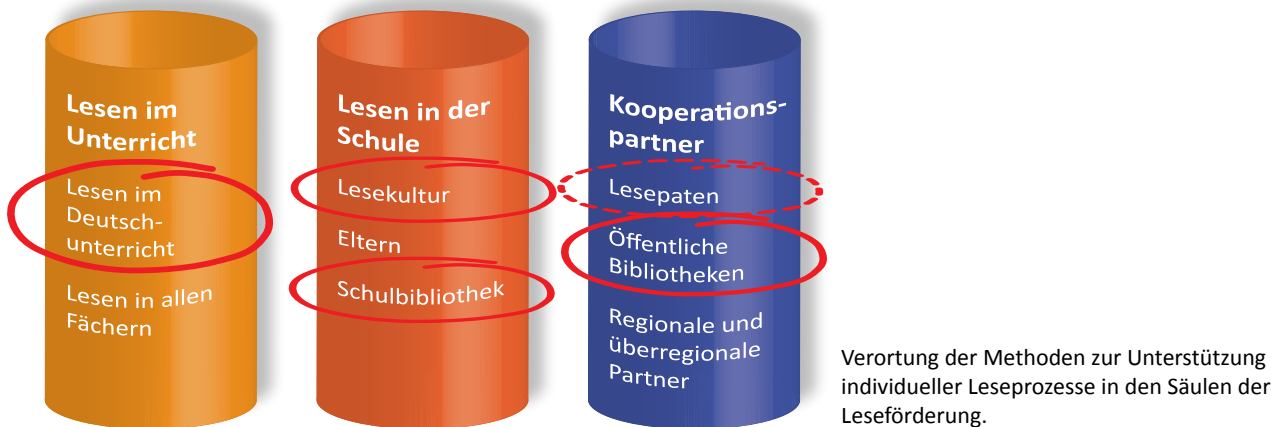 Lesen im
Unterricht
Lesen im
Deutsch-
unterricht
Lesen in allen
Fächern
Lesen in der
Schule
Lesekultur
Eltern
Schulbibliothek
Kooperations-
partner
Lesepaten
Öffentliche
Bibliotheken
Regionale und
überregionale
Partner
Verortung der Methoden zur Unterstützung
individueller Leseprozesse in den Säulen der
Leseförderung.